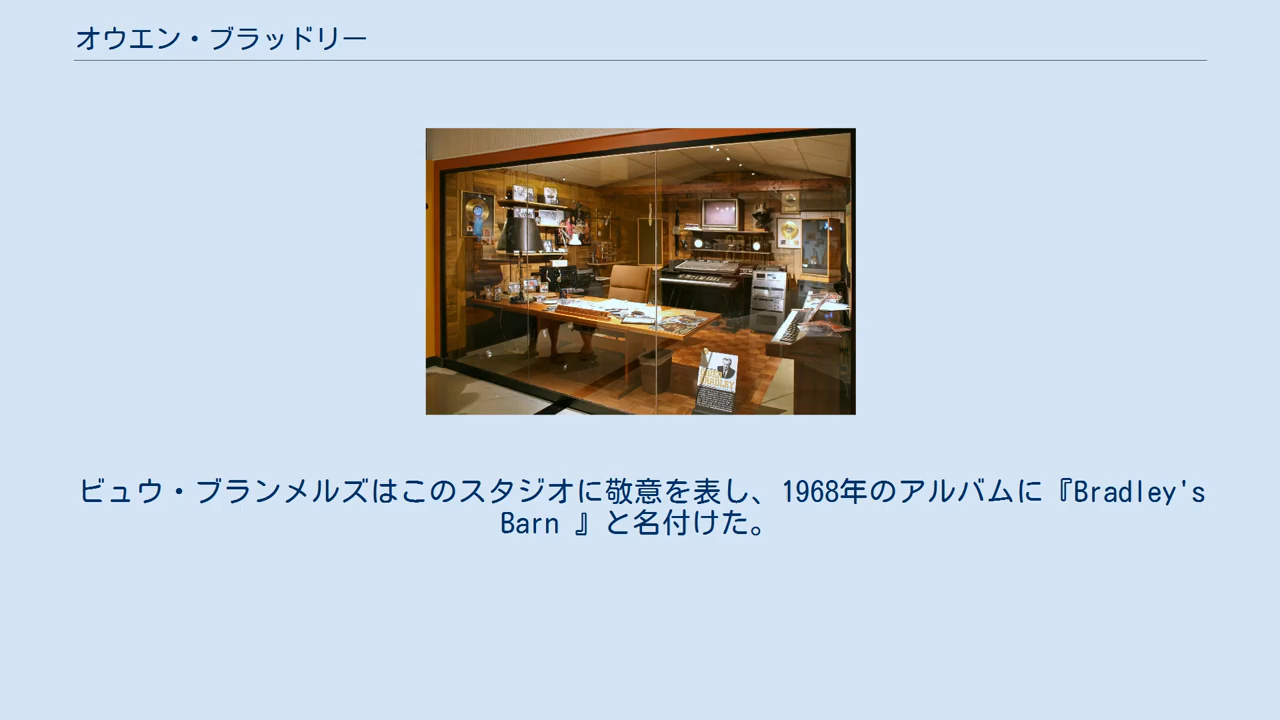 オウエン・ブラッドリー
BRADLEY
ビュウ・ブランメルズはこのスタジオに敬意を表し、1968年のアルバムに『Bradley's
Barn 』と名付けた。